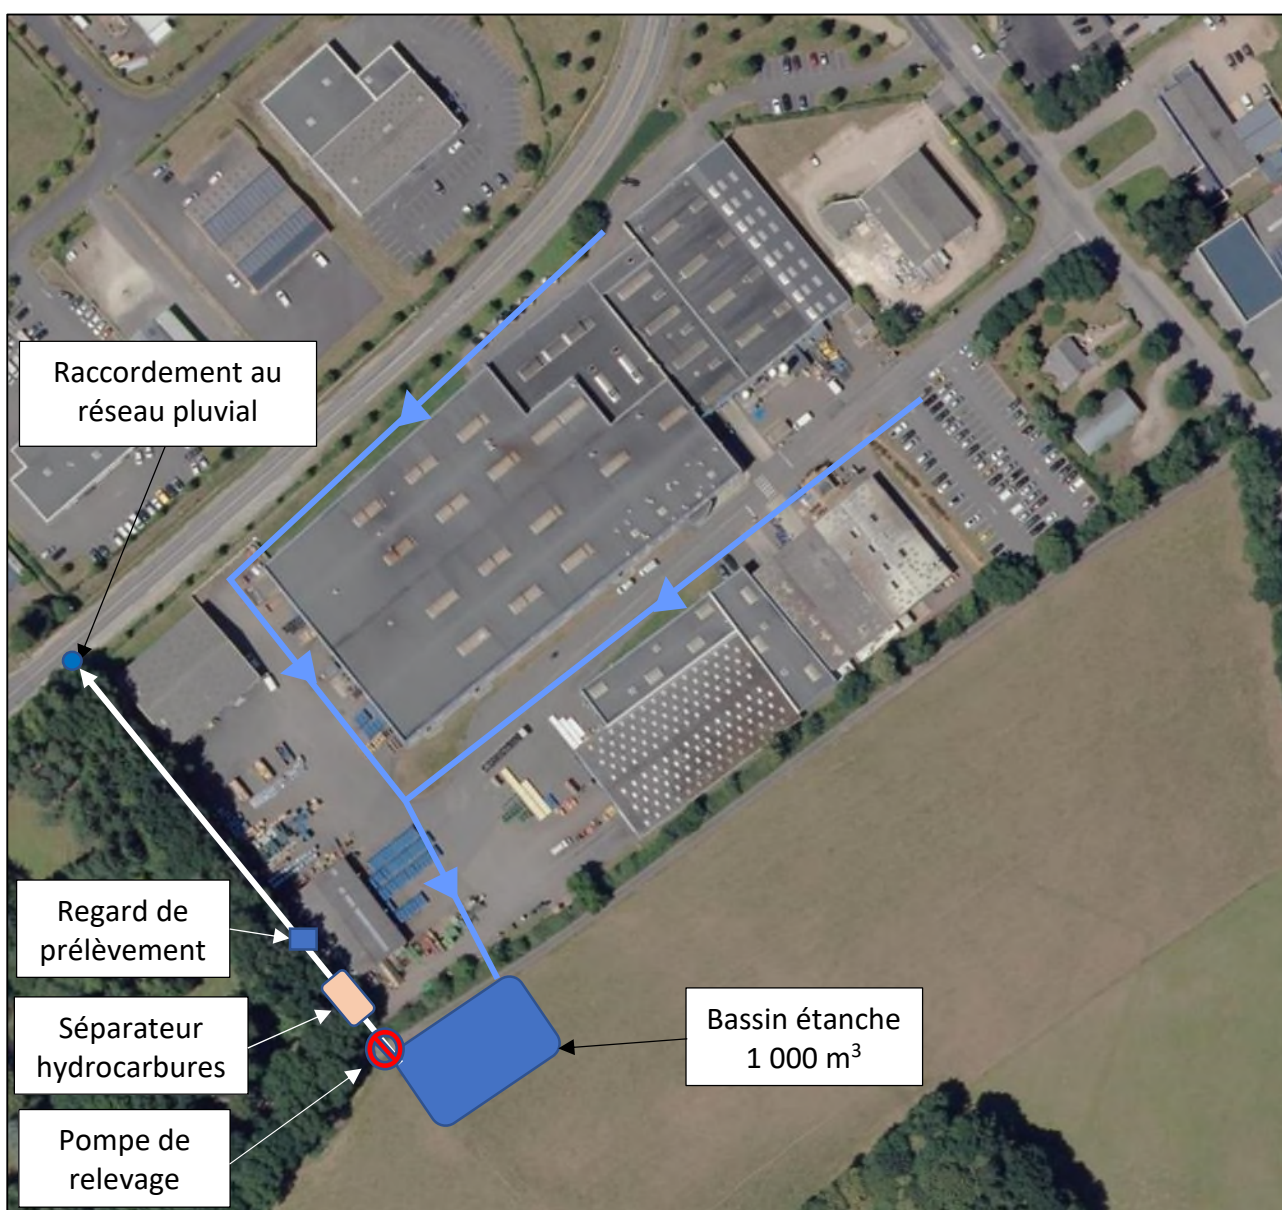 Raccordement au
réseau pluvial
Regard de
prélèvement
Séparateur
hydrocarbures
Pompe de
relevage
Bassin étanche
1 000 m³